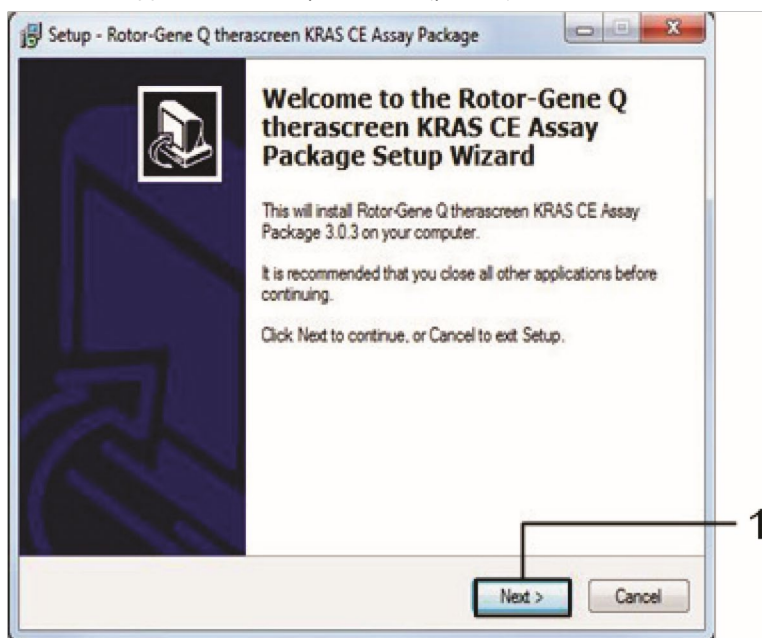 Setup - Rotor-Gene Q therascreen KRAS CE Assay Package
Welcome to the Rotor-Gene Q
therascreen KRAS CE Assay
Package Setup Wizard
This will install Rotor-Gene Q therascreen KRAS CE Assay
Package 3.0.3 on your computer.
It is recommended that you close all other applications before
continuing.
Click Next to continue, or Cancel to exit Setup.
1
Next >
Cancel